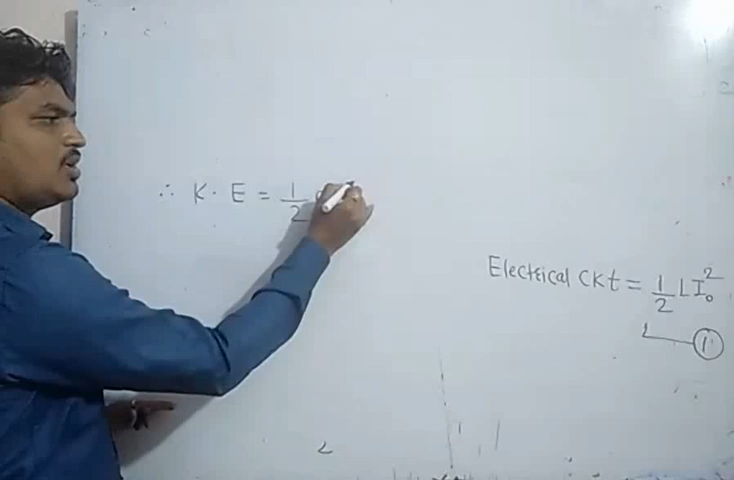 ∴ K. E = 1/2
Electrical CKt = 1/2 L I₀²
1